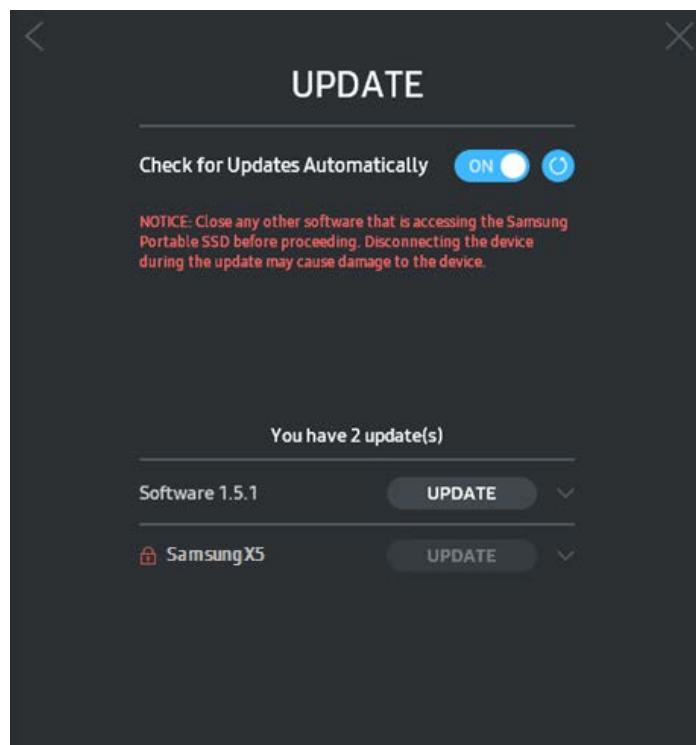 UPDATE
Check for Updates Automatically ON
NOTICE: Close any other software that is accessing the Samsung
Portable SSD before proceeding. Disconnecting the device
during the update may cause damage to the device.
You have 2 update(s)
Software 1.5.1 UPDATE
Samsung X5 UPDATE